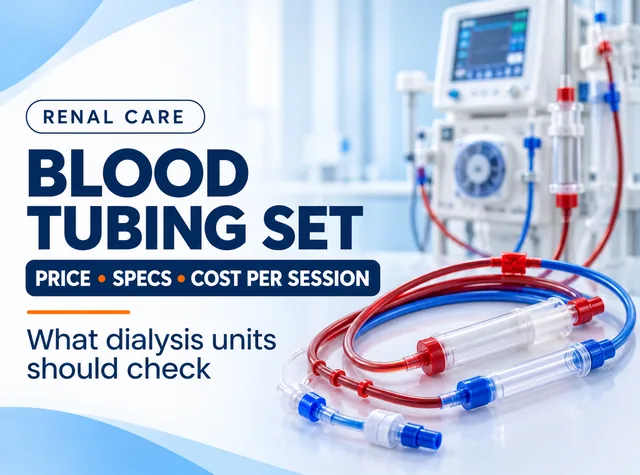 RENAL CARE
BLOOD
TUBING SET
PRICE • SPECS • COST PER SESSION
What dialysis units
should check